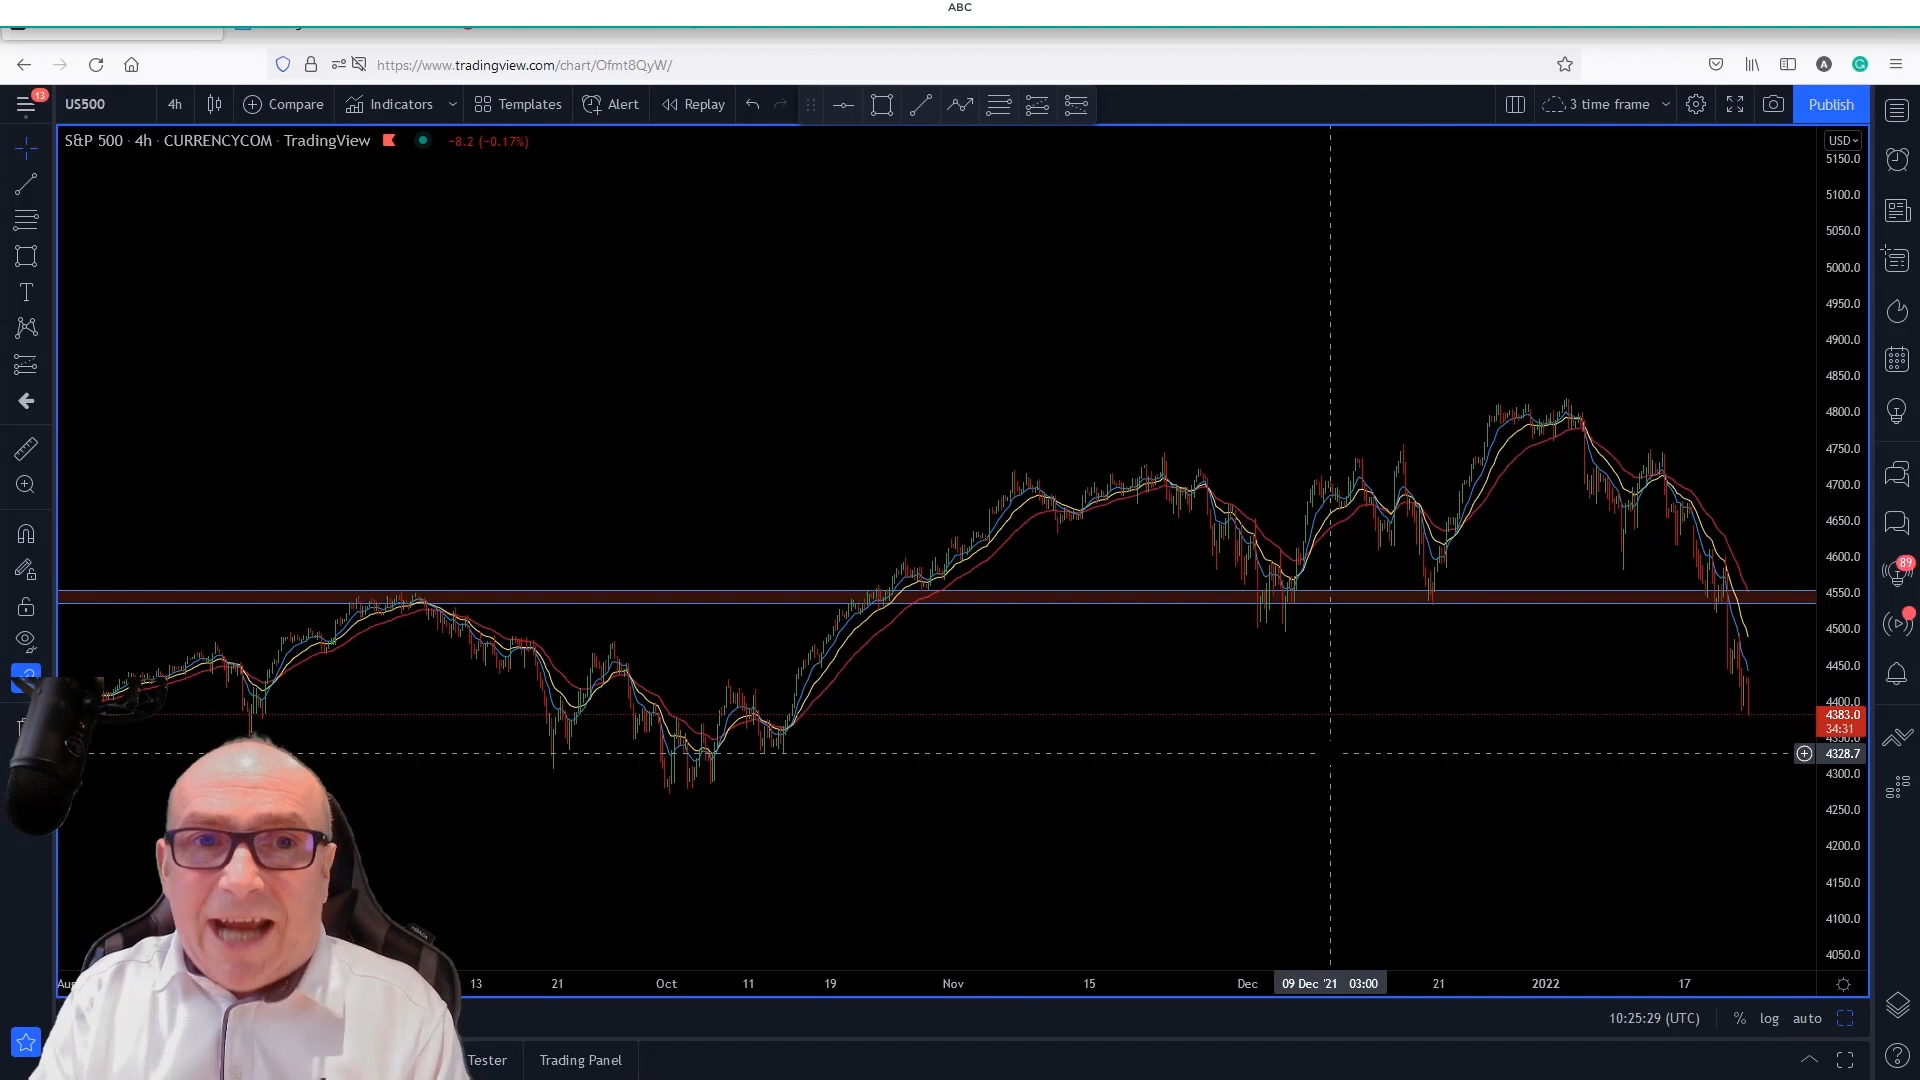 ABC
https://www.tradingview.com/chart/Ofmt8QyW/
A
G
13
US500
4h
Compare
Indicators
Templates
Alert
Replay
3 time frame
Publish
S&P 500 · 4h · CURRENCYCOM · TradingView
−8.2 (−0.17%)
USD
5150.0
5100.0
5050.0
5000.0
4950.0
4900.0
4850.0
4800.0
4750.0
4700.0
4650.0
4600.0
4550.0
4500.0
4450.0
4400.0
4383.0
34:31
4350.0
4328.7
4300.0
4250.0
4200.0
4150.0
4100.0
4050.0
89
13
21
Oct
11
19
Nov
15
Dec
09 Dec '21 03:00
21
2022
17
10:25:29 (UTC)
%
log
auto
Tester
Trading Panel